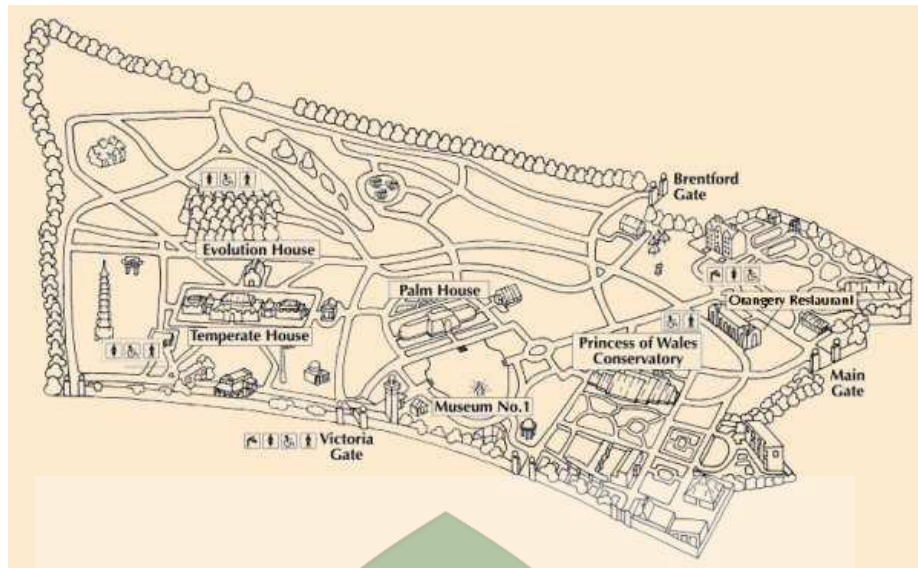 Brentford
Gate
Evolution House
Palm House
Orangery Restaurant
Temperate House
Princess of Wales
Conservatory
Main
Gate
Museum No.1
Victoria
Gate